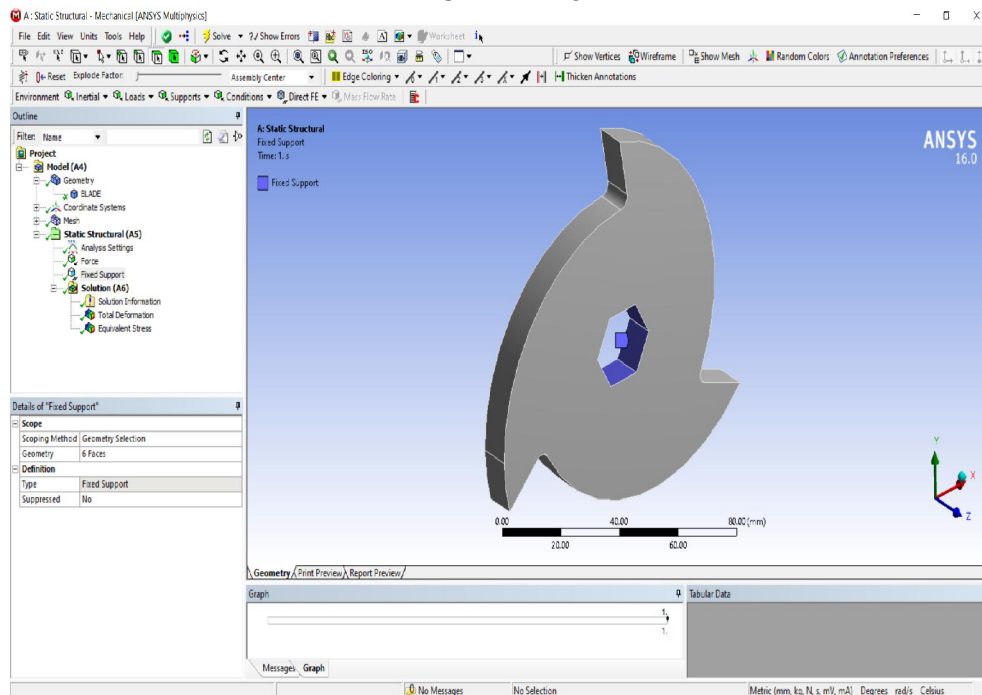 A : Static Structural - Mechanical [ANSYS Multiphysics]
File Edit View Units Tools Help Solve ?/ Show Errors Worksheet
Show Vertices Wireframe Show Mesh Random Colors Annotation Preferences
Reset Explode Factor: Assembly Center Edge Coloring Thicken Annotations
Environment Inertial Loads Supports Conditions Direct FE Mass Flow Rate
Outline
Filter: Name
Project
Model (A4)
Geometry
BLADE
Coordinate Systems
Mesh
Static Structural (A5)
Analysis Settings
Force
Fixed Support
Solution (A6)
Solution Information
Total Deformation
Equivalent Stress
Details of "Fixed Support"
Scope
Scoping Method Geometry Selection
Geometry 6 Faces
Definition
Type Fixed Support
Suppressed No
A: Static Structural
Fixed Support
Time: 1. s
Fixed Support
ANSYS
16.0
Y
X
Z
0.00 40.00 80.00 (mm)
20.00 60.00
Geometry Print Preview Report Preview
Graph
1.
1.
Messages Graph
Tabular Data
No Messages No Selection Metric (mm, kg, N, s, mV, mA) Degrees rad/s Celsius